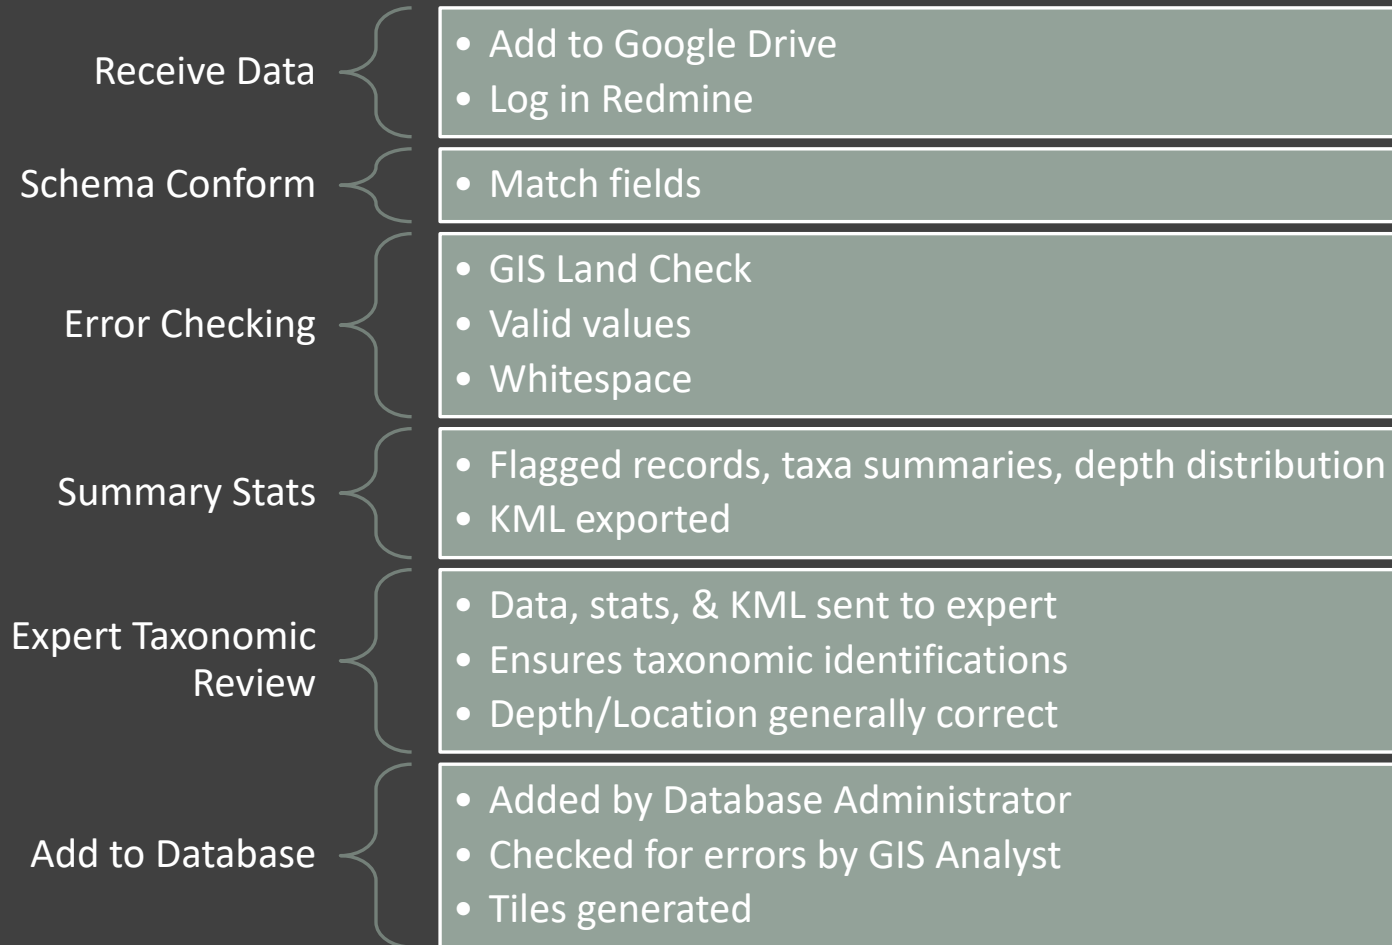 Receive Data
• Add to Google Drive
• Log in Redmine
Schema Conform
• Match fields
Error Checking
• GIS Land Check
• Valid values
• Whitespace
Summary Stats
• Flagged records, taxa summaries, depth distribution
• KML exported
Expert Taxonomic
Review
• Data, stats, & KML sent to expert
• Ensures taxonomic identifications
• Depth/Location generally correct
Add to Database
• Added by Database Administrator
• Checked for errors by GIS Analyst
• Tiles generated